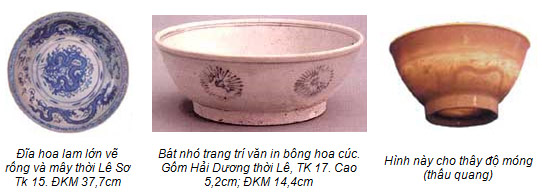 Đĩa hoa lam lớn vẽ
rồng và mây thời Lê Sơ
Tk 15. ĐKM 37,7cm
Bát nhỏ trang trí văn in bông hoa cúc.
Gốm Hải Dương thời Lê, TK 17. Cao
5,2cm; ĐKM 14,4cm
Hình này cho thấy độ mỏng
(thấu quang)